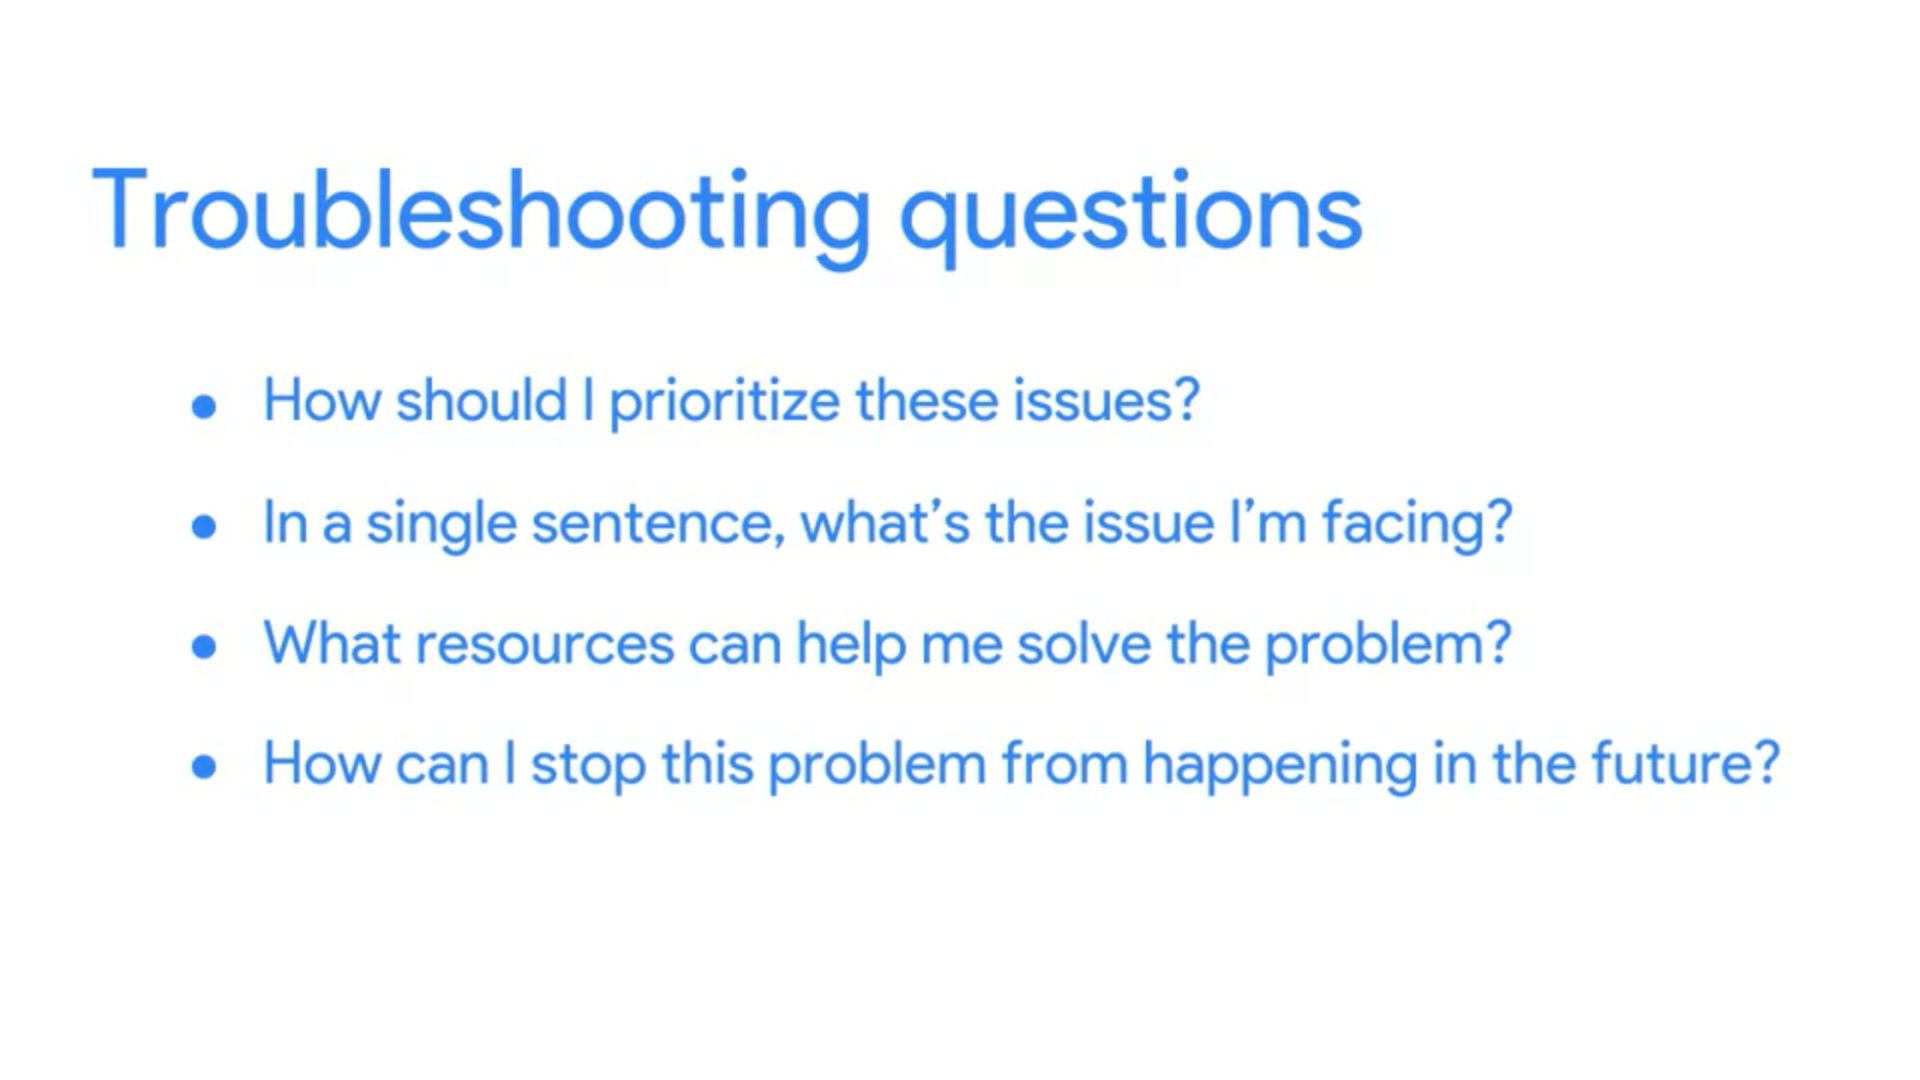 Troubleshooting questions
● How should I prioritize these issues?
● In a single sentence, what’s the issue I’m facing?
● What resources can help me solve the problem?
● How can I stop this problem from happening in the future?